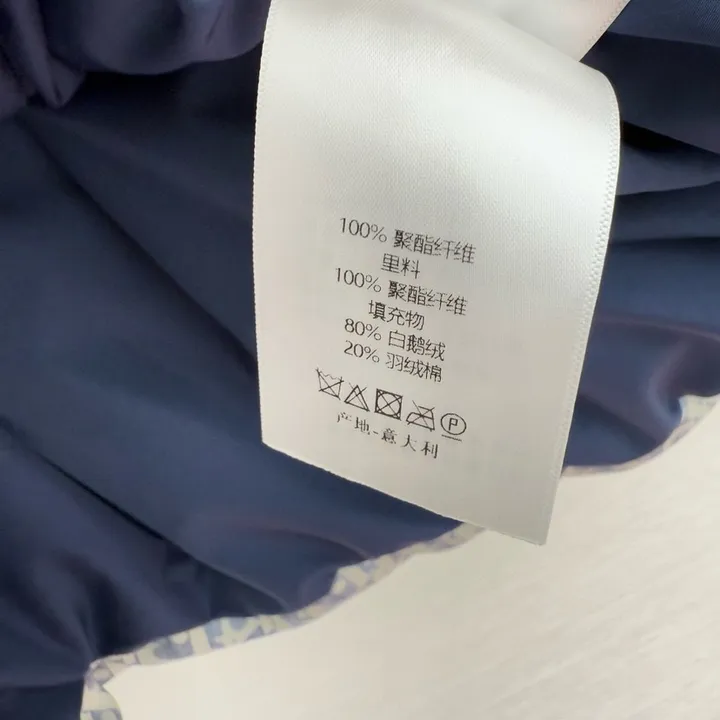 100% 聚酯纤维
里料
100% 聚酯纤维
填充物
80% 白鹅绒
20% 羽绒棉
P
产地-意大利